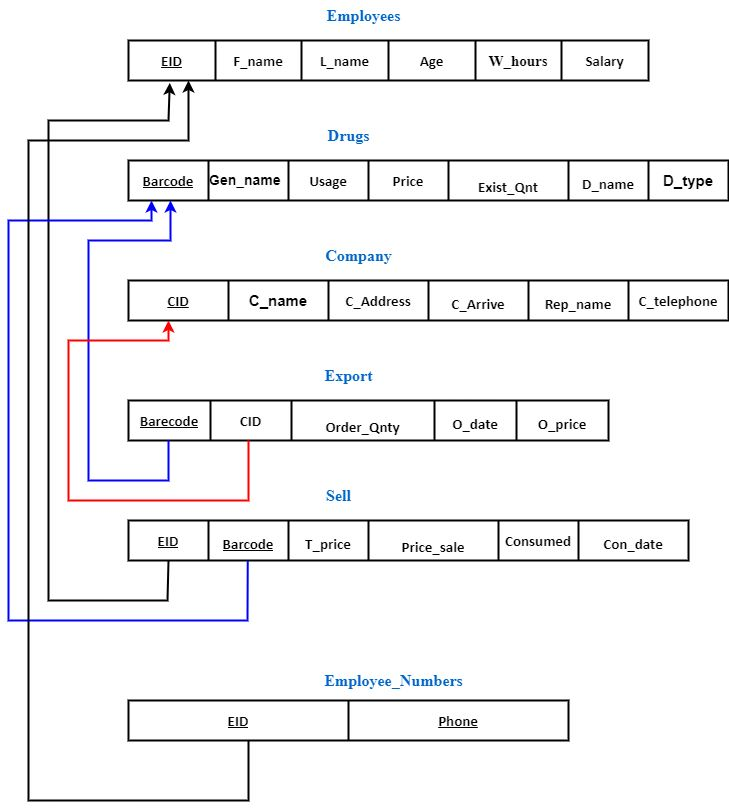 Employees
EID F_name L_name Age W_hours Salary
Drugs
Barcode Gen_name Usage Price Exist_Qnt D_name D_type
Company
CID C_name C_Address C_Arrive Rep_name C_telephone
Export
Barecode CID Order_Qnty O_date O_price
Sell
EID Barcode T_price Price_sale Consumed Con_date
Employee_Numbers
EID Phone